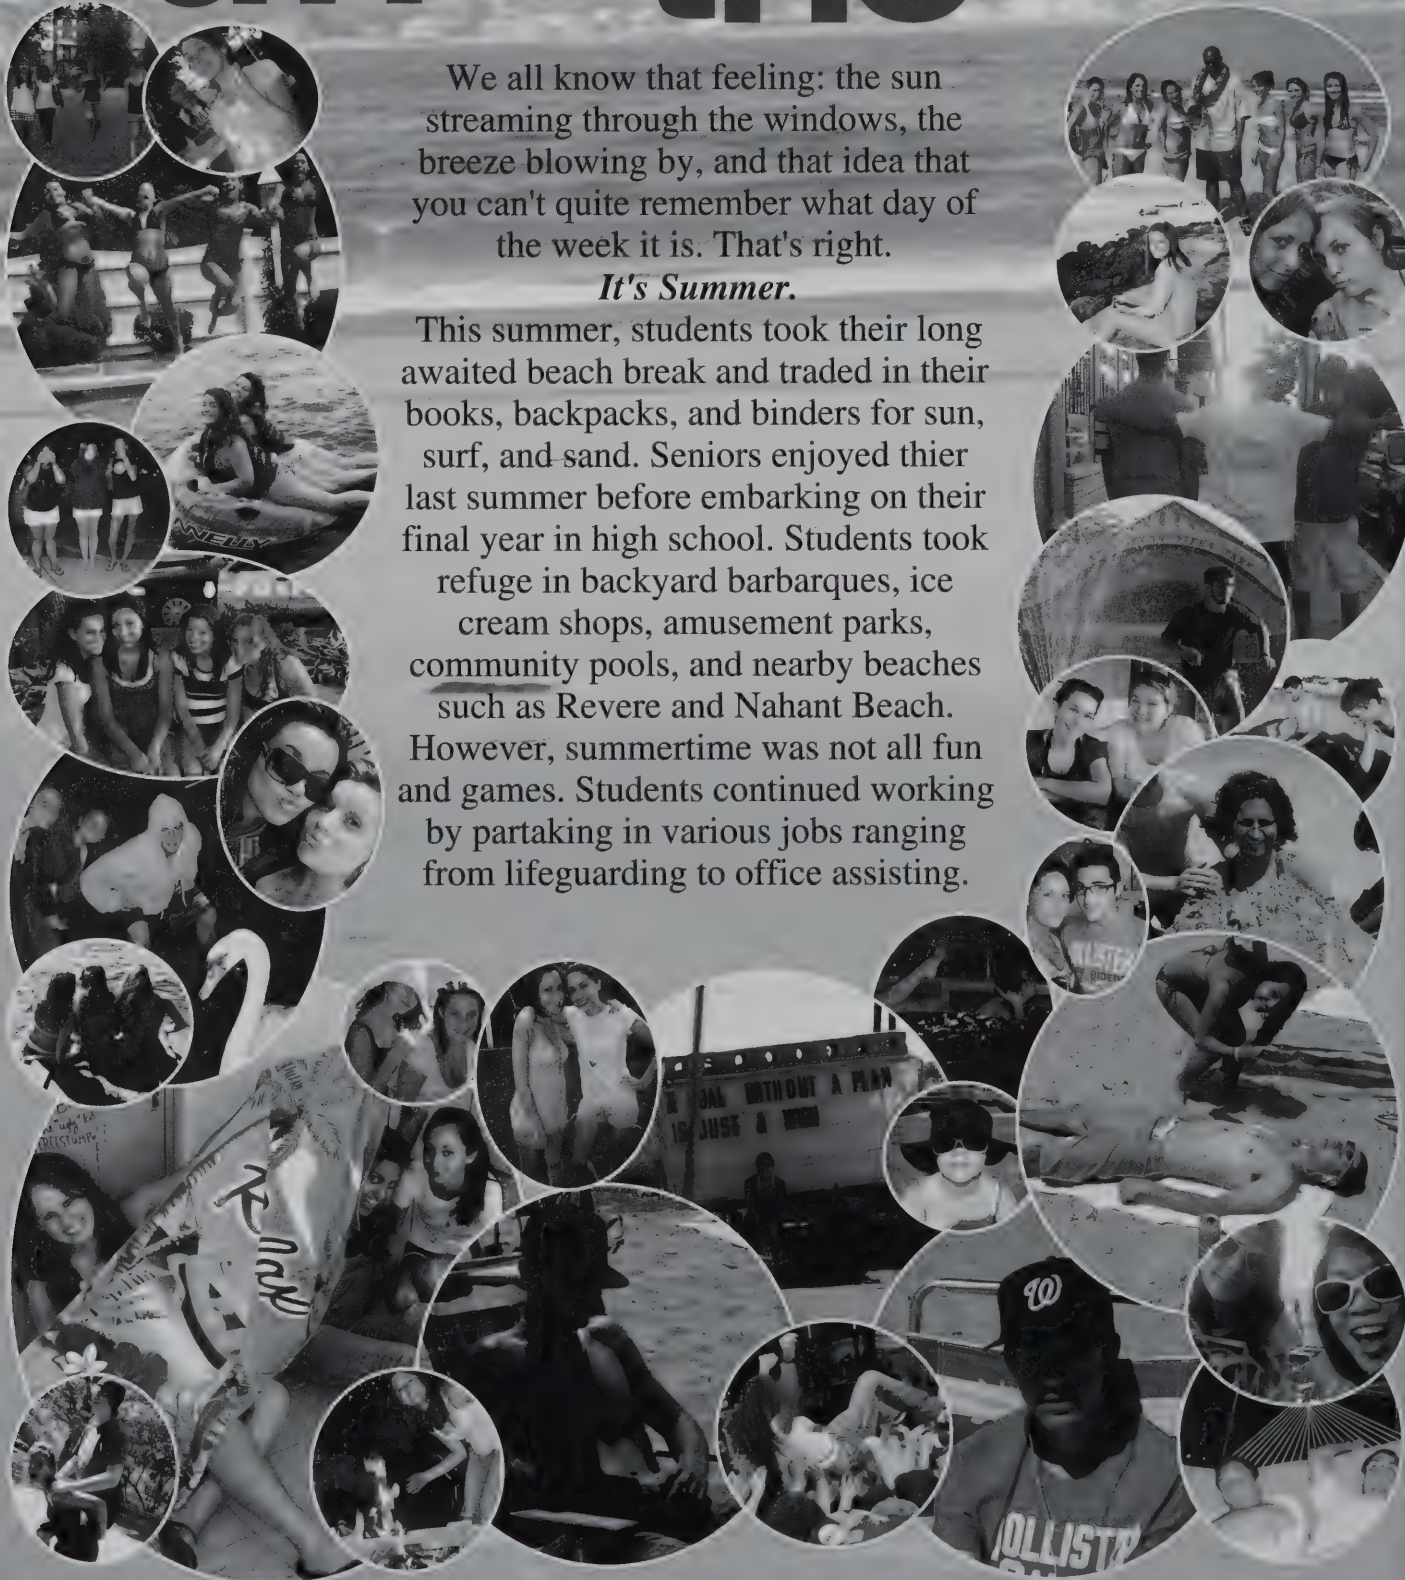 the
We all know that feeling: the sun
streaming through the windows, the
breeze blowing by, and that idea that
you can't quite remember what day of
the week it is. That's right.
It's Summer.
This summer, students took their long
awaited beach break and traded in their
books, backpacks, and binders for sun,
surf, and sand. Seniors enjoyed thier
last summer before embarking on their
final year in high school. Students took
refuge in backyard barbarques, ice
cream shops, amusement parks,
community pools, and nearby beaches
such as Revere and Nahant Beach.
However, summertime was not all fun
and games. Students continued working
by partaking in various jobs ranging
from lifeguarding to office assisting.
NELLY
WITHOUT A PLAN
IS JUST A
W
OLLISTE